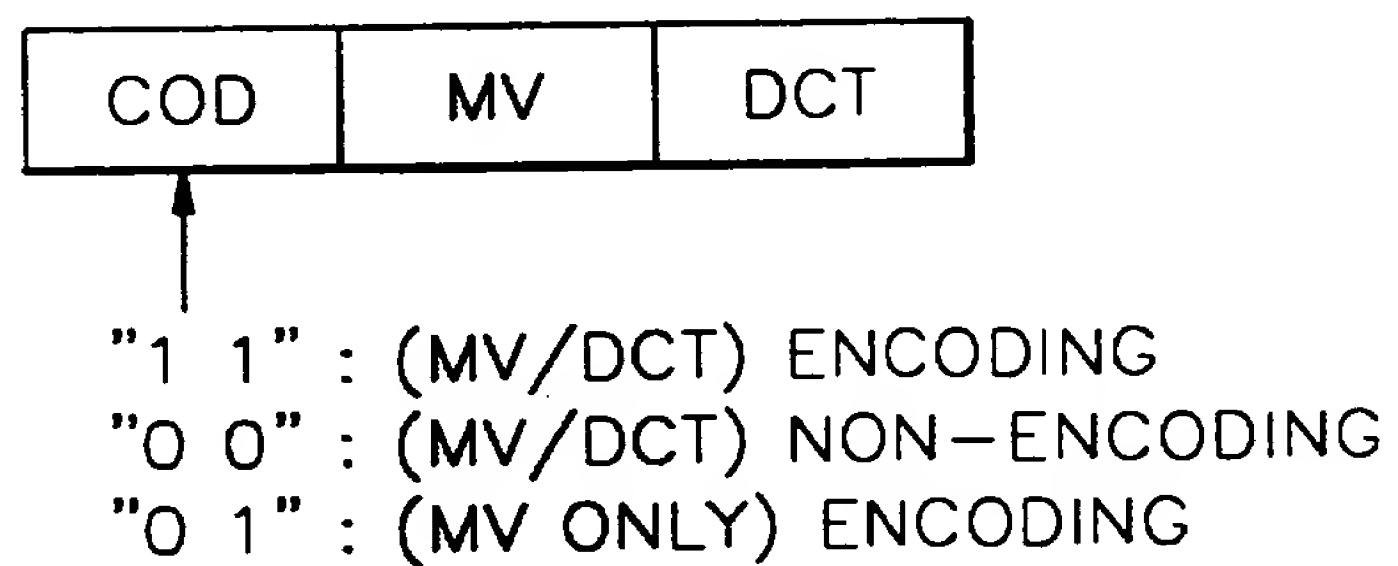 COD MV DCT
"1 1" : (MV/DCT) ENCODING
"0 0" : (MV/DCT) NON-ENCODING
"0 1" : (MV ONLY) ENCODING